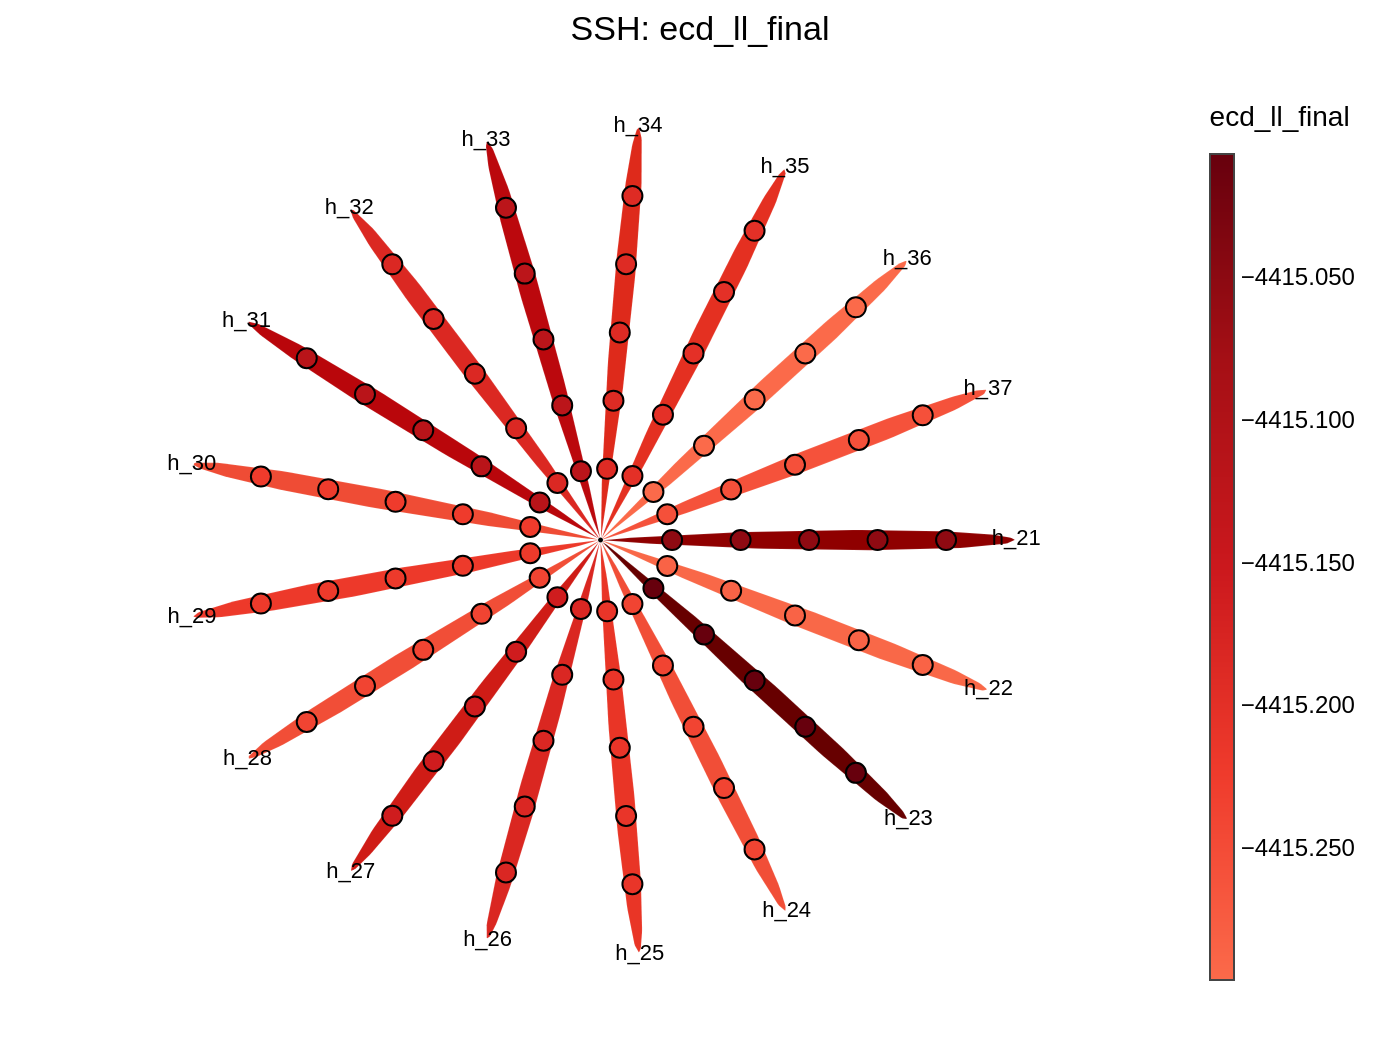 SSH: ecd_ll_final
ecd_ll_final
h_34
h_33
h_35
h_32
h_36
h_31
h_37
h_30
h_21
h_29
h_22
h_28
h_23
h_27
h_24
h_26
h_25
−4415.050
−4415.100
−4415.150
−4415.200
−4415.250